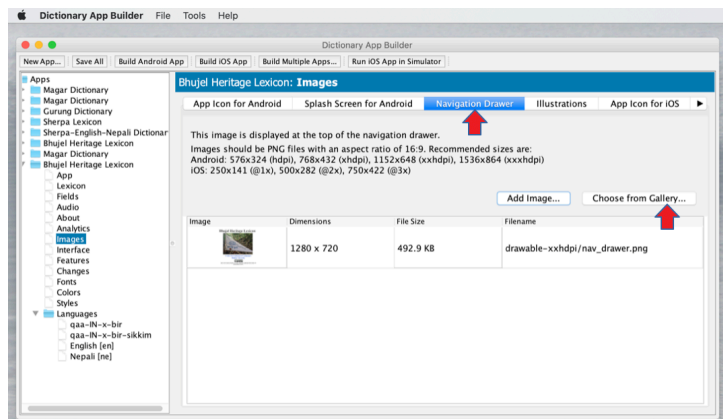 Dictionary App Builder File Tools Help
Dictionary App Builder
New App... Save All Build Android App Build iOS App Build Multiple Apps... Run iOS App in Simulator
Apps
Magar Dictionary
Magar Dictionary
Gurung Dictionary
Sherpa Lexicon
Sherpa-English-Nepali Dictionar
Bhujel Heritage Lexicon
Magar Dictionary
Bhujel Heritage Lexicon
App
Lexicon
Fields
Audio
About
Analytics
Images
Interface
Features
Changes
Fonts
Colors
Styles
Languages
qaa-IN-x-bir
qaa-IN-x-bir-sikkim
English [en]
Nepali [ne]
Bhujel Heritage Lexicon: Images
App Icon for Android Splash Screen for Android Navigation Drawer Illustrations App Icon for iOS
This image is displayed at the top of the navigation drawer.
Images should be PNG files with an aspect ratio of 16:9. Recommended sizes are:
Android: 576x324 (hdpi), 768x432 (xhdpi), 1152x648 (xxhdpi), 1536x864 (xxxhdpi)
iOS: 250x141 (@1x), 500x282 (@2x), 750x422 (@3x)
Add Image... Choose from Gallery...
Image Dimensions File Size Filename
Bhujel Heritage Lexicon
1280 x 720 492.9 KB drawable-xxhdpi/nav_drawer.png